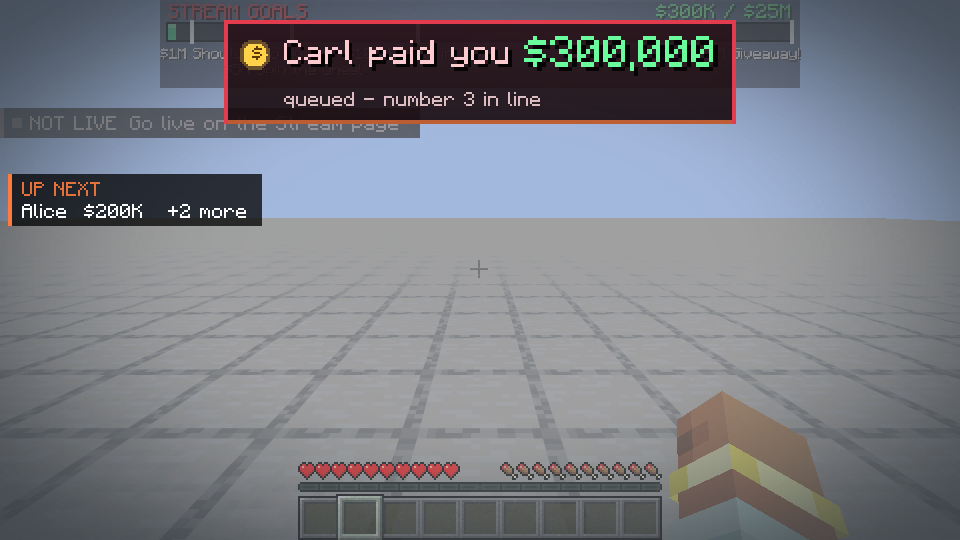 STREAM GOALS
$300K / $25M
Carl paid you $300,000
queued - number 3 in line
$1M Shou
Giveaway!
NOT LIVE Go live on the Stream page
UP NEXT
Alice $200K +2 more